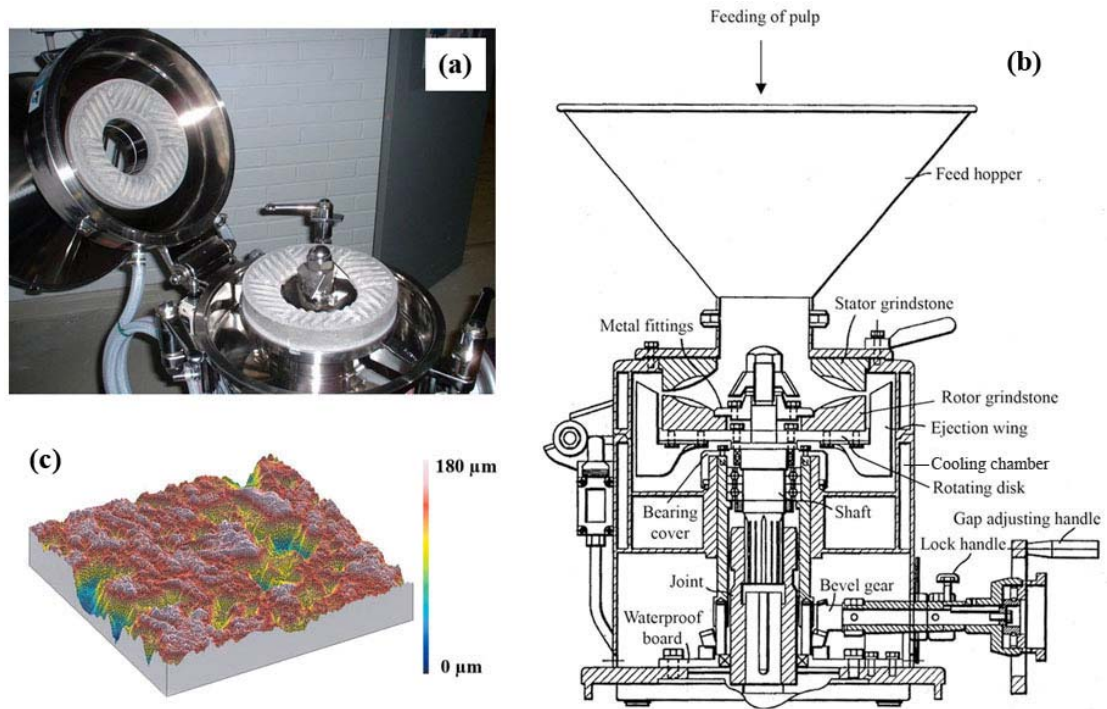 (a)
(b)
Feeding of pulp
Feed hopper
Stator grindstone
Metal fittings
Rotor grindstone
Ejection wing
Cooling chamber
Rotating disk
Bearing
cover
Shaft
Gap adjusting handle
Lock handle
Joint
Bevel gear
Waterproof
board
(c)
180 µm
0 µm